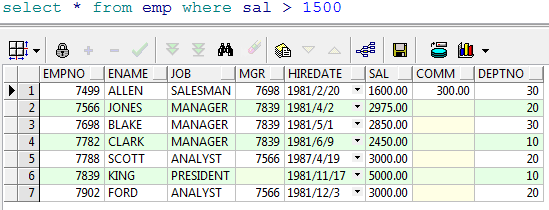 select * from emp where sal > 1500
EMPNO ENAME JOB MGR HIREDATE SAL COMM DEPTNO
1 7499 ALLEN SALESMAN 7698 1981/2/20 1600.00 300.00 30
2 7566 JONES MANAGER 7839 1981/4/2 2975.00 20
3 7698 BLAKE MANAGER 7839 1981/5/1 2850.00 30
4 7782 CLARK MANAGER 7839 1981/6/9 2450.00 10
5 7788 SCOTT ANALYST 7566 1987/4/19 3000.00 20
6 7839 KING PRESIDENT 1981/11/17 5000.00 10
7 7902 FORD ANALYST 7566 1981/12/3 3000.00 20